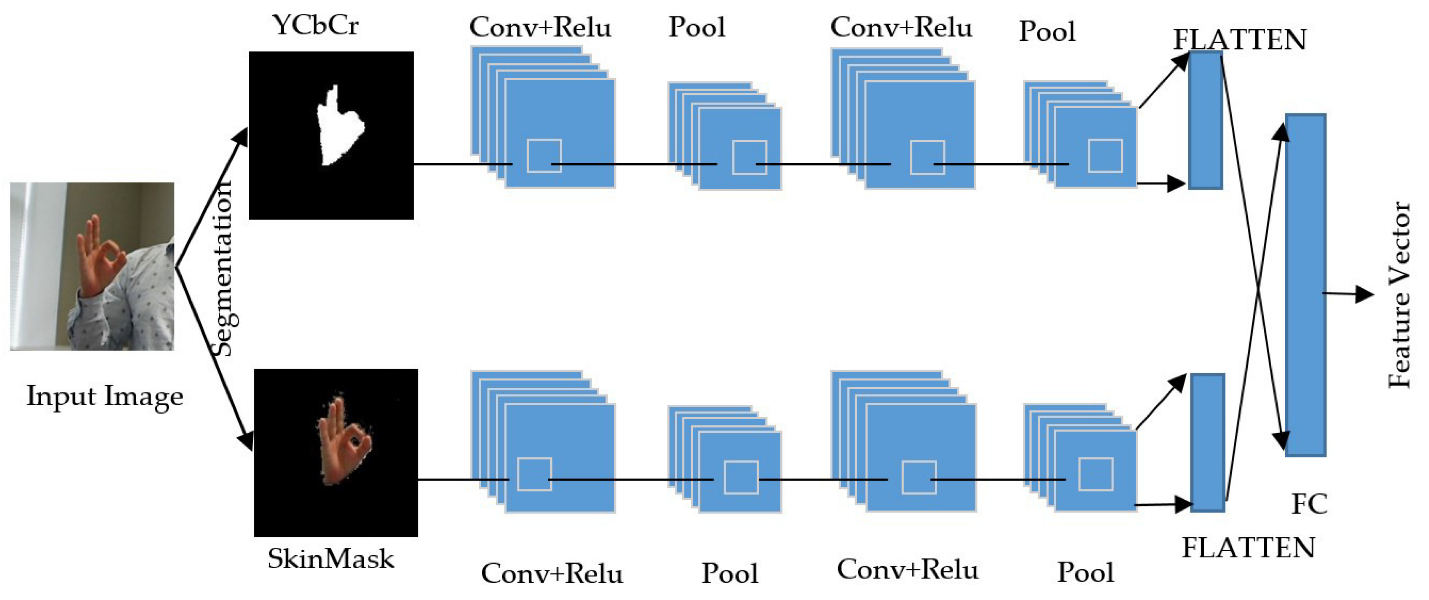 YCbCr
Conv+Relu
Pool
Conv+Relu
Pool
FLATTEN
Segmentation
Input Image
SkinMask
Conv+Relu
Pool
Conv+Relu
Pool
FLATTEN
FC
Feature Vector